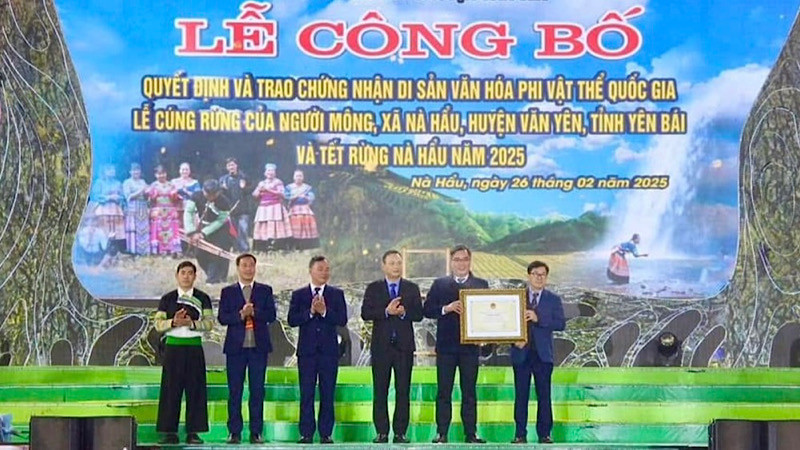 LỄ CÔNG BỐ
QUYẾT ĐỊNH VÀ TRAO CHỨNG NHẬN DI SẢN VĂN HÓA PHI VẬT THỂ QUỐC GIA
LỄ CÚNG RỪNG CỦA NGƯỜI MÔNG, XÃ NÀ HẨU, HUYỆN VĂN YÊN, TỈNH YÊN BÁI
VÀ TẾT RỪNG NÀ HẨU NĂM 2025
Nà Hẩu, ngày 26 tháng 02 năm 2025